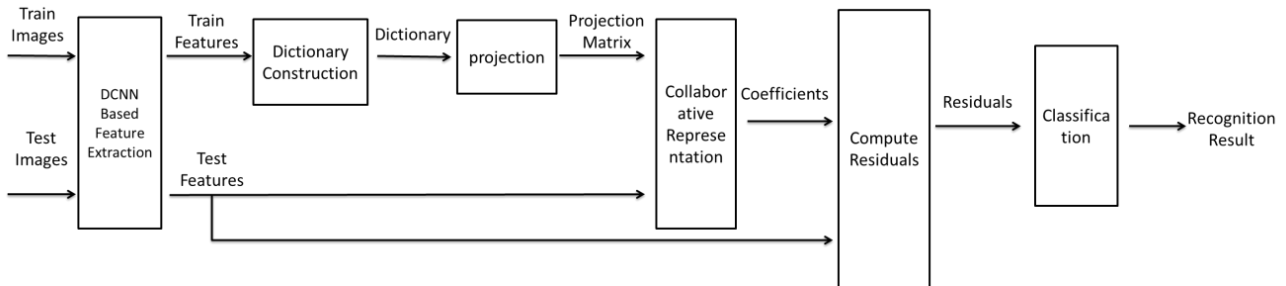 Train
Images
Train
Features
Dictionary
Construction
Dictionary
projection
Projection
Matrix
DCNN
Based
Feature
Extraction
Test
Images
Test
Features
Collabor
ative
Represe
ntation
Coefficients
Compute
Residuals
Residuals
Classifica
tion
Recognition
Result